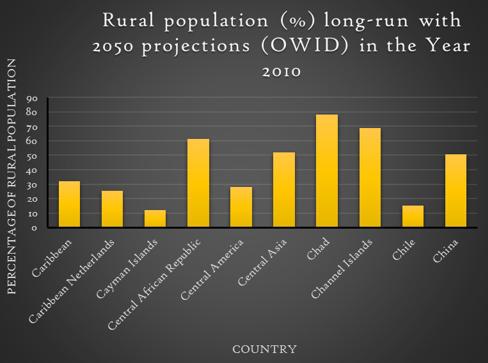 Rural population (%) long-run with
2050 projections (OWID) in the Year
2010
PERCENTAGE OF RURAL POPULATION
90
80
70
60
50
40
30
20
10
0
Caribbean
Caribbean Netherlands
Cayman Islands
Central African Republic
Central America
Central Asia
Chad
Channel Islands
Chile
China
COUNTRY